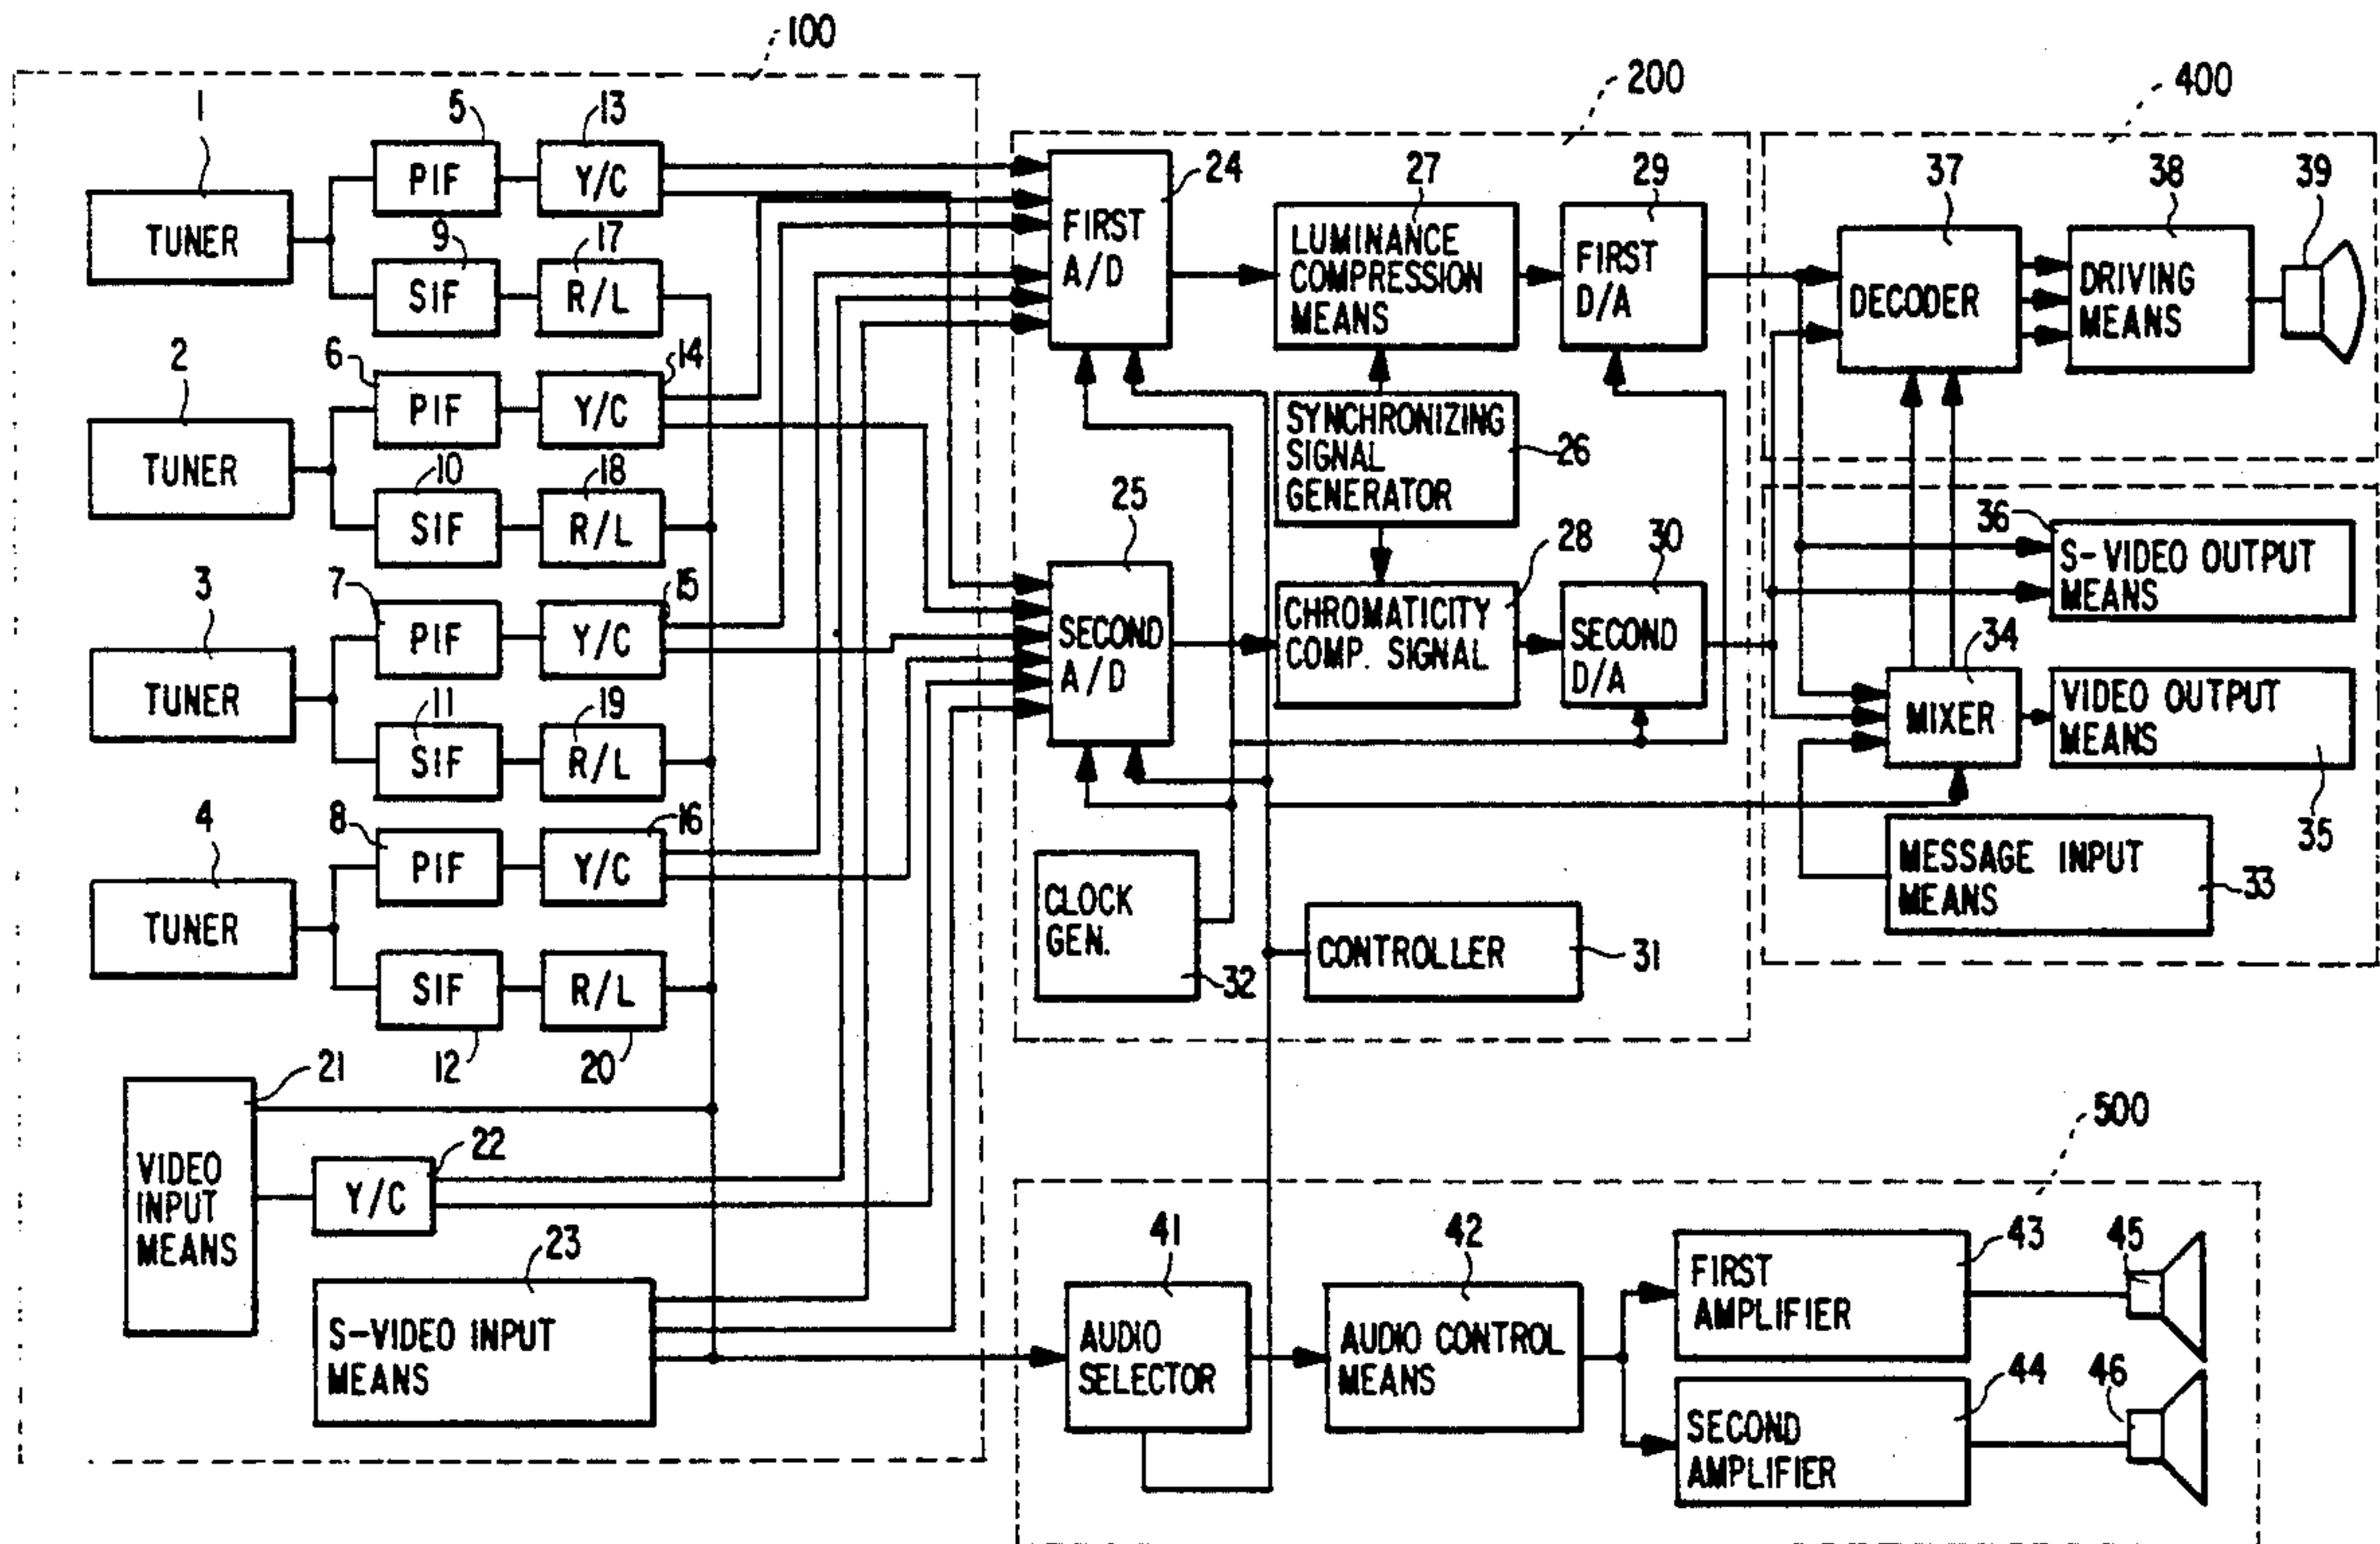 100
1
TUNER
5
PIF
13
Y/C
9
SIF
17
R/L
2
TUNER
6
PIF
14
Y/C
10
SIF
18
R/L
3
TUNER
7
PIF
15
Y/C
11
SIF
19
R/L
4
TUNER
8
PIF
16
Y/C
SIF
12
R/L
20
21
VIDEO
INPUT
MEANS
22
Y/C
23
S-VIDEO INPUT
MEANS
200
24
FIRST
A/D
27
LUMINANCE
COMPRESSION
MEANS
29
FIRST
D/A
SYNCHRONIZING
SIGNAL
GENERATOR
26
25
SECOND
A/D
28
CHROMATICITY
COMP. SIGNAL
30
SECOND
D/A
CLOCK
GEN.
32
CONTROLLER
31
400
37
DECODER
38
DRIVING
MEANS
39
36
S-VIDEO OUTPUT
MEANS
34
MIXER
VIDEO OUTPUT
MEANS
35
MESSAGE INPUT
MEANS
33
500
41
AUDIO
SELECTOR
42
AUDIO CONTROL
MEANS
43
FIRST
AMPLIFIER
45
44
SECOND
AMPLIFIER
46